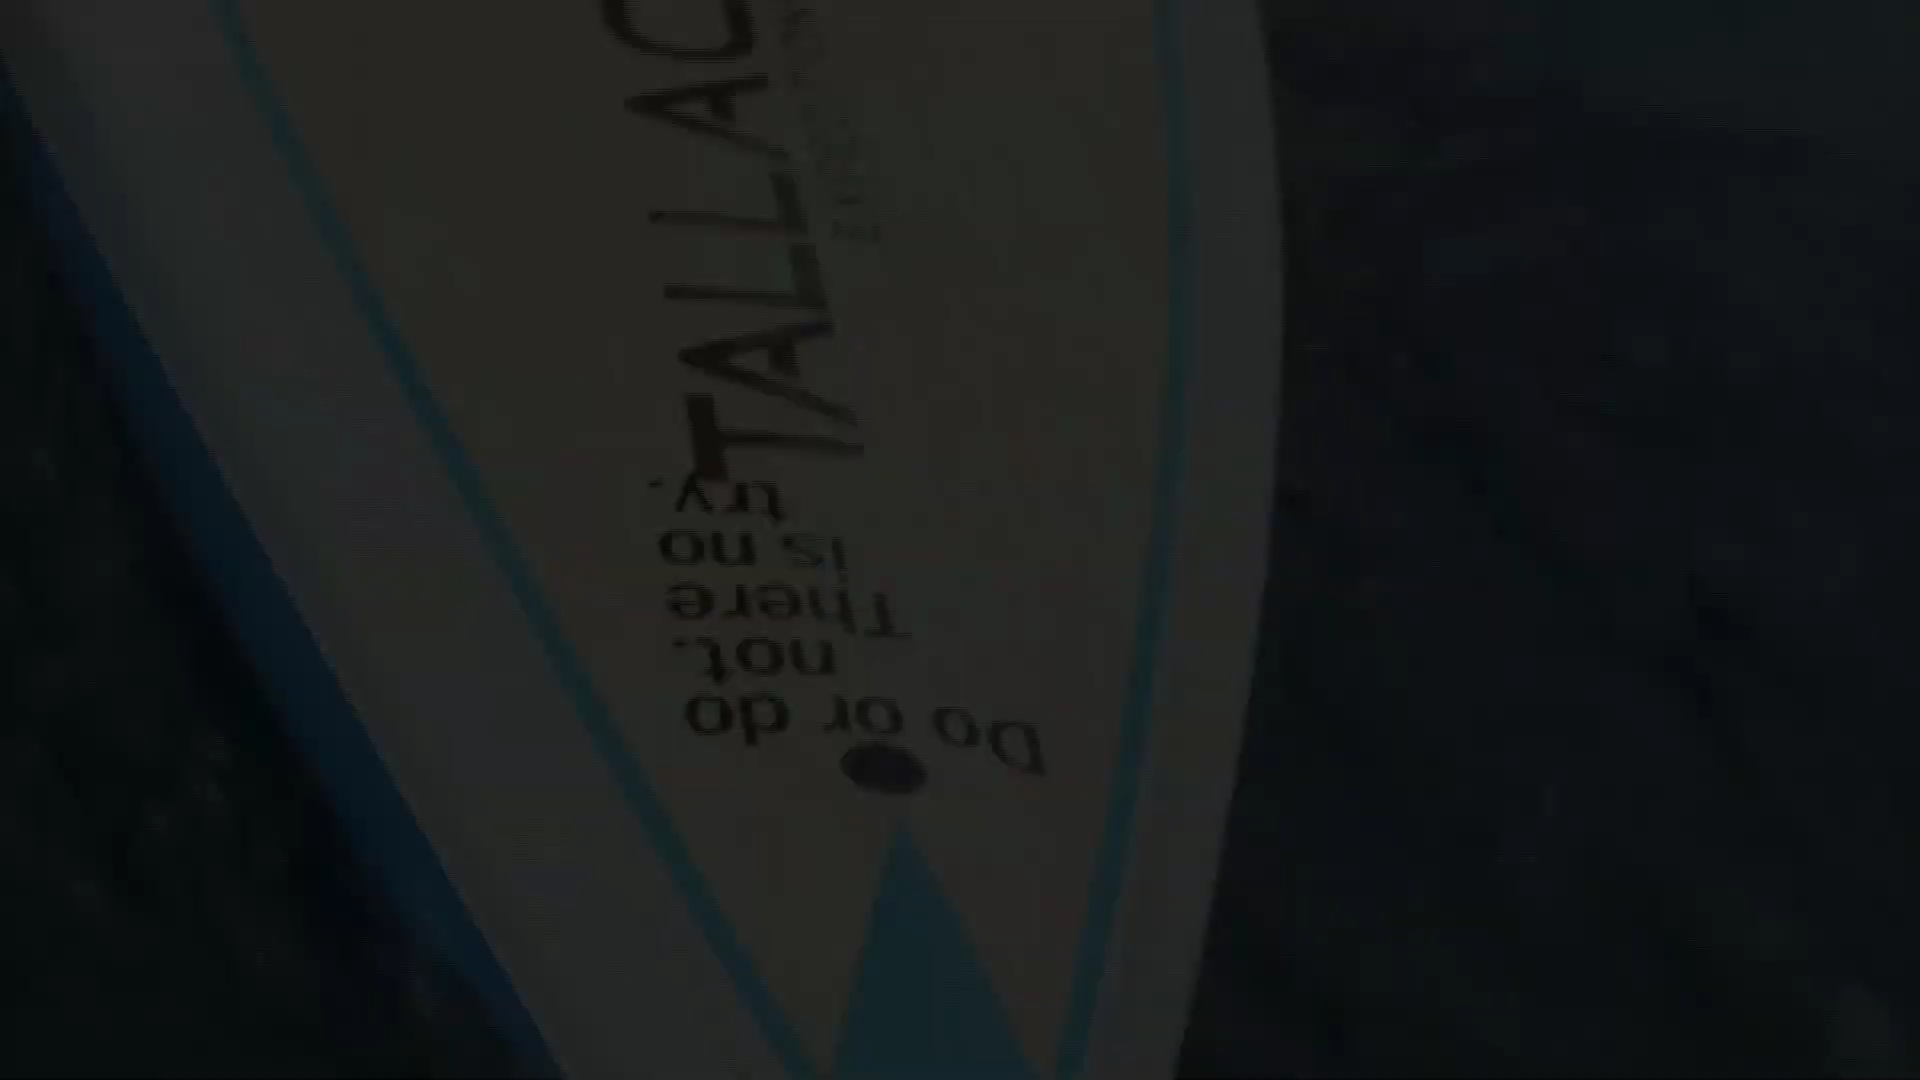 Do or do
not.
There
is no
try.
TALLAC